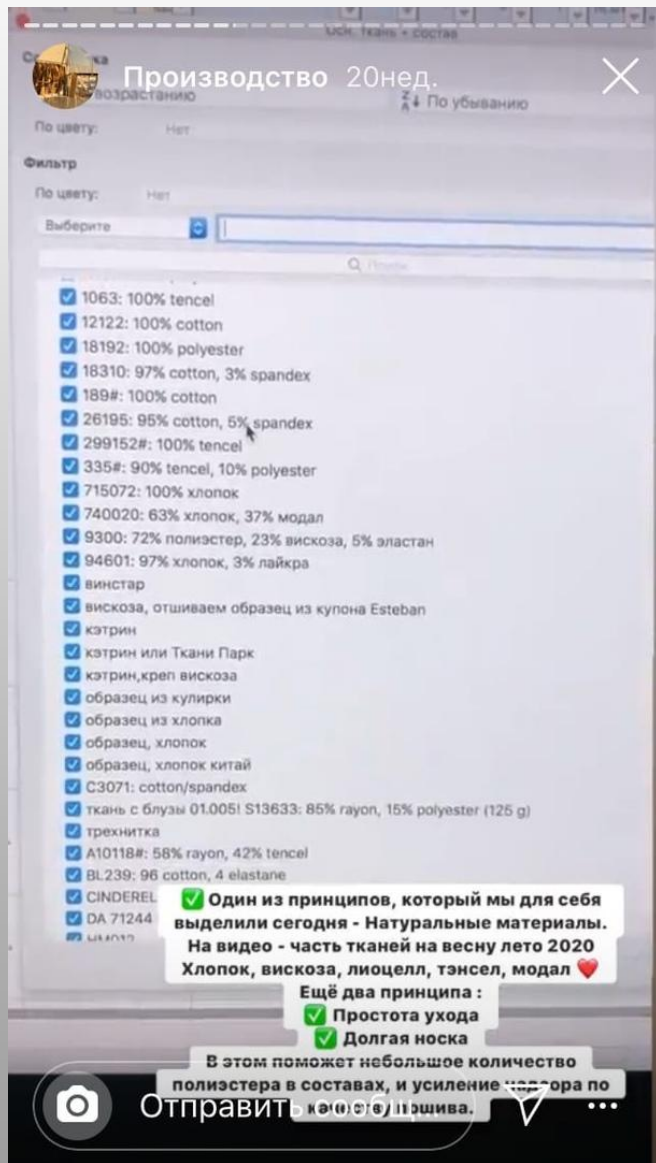 Осн. ткань + состав
Производство 20нед.
возрастанию
По убыванию
По цвету: Нет
Фильтр
По цвету: Нет
Выберите
1063: 100% tencel
12122: 100% cotton
18192: 100% polyester
18310: 97% cotton, 3% spandex
189#: 100% cotton
26195: 95% cotton, 5% spandex
299152#: 100% tencel
335#: 90% tencel, 10% polyester
715072: 100% хлопок
740020: 63% хлопок, 37% модал
9300: 72% полиэстер, 23% вискоза, 5% эластан
94601: 97% хлопок, 3% лайкра
винстар
вискоза, отшиваем образец из купона Esteban
кэтрин
кэтрин или Ткани Парк
кэтрин,креп вискоза
образец из кулирки
образец из хлопка
образец, хлопок
образец, хлопок китай
C3071: cotton/spandex
ткань с блузы 01.005! S13633: 85% rayon, 15% polyester (125 g)
трехнитка
A10118#: 58% rayon, 42% tencel
BL239: 96 cotton, 4 elastane
CINDEREL
DA 71244
✅ Один из принципов, который мы для себя
выделили сегодня - Натуральные материалы.
На видео - часть тканей на весну лето 2020
Хлопок, вискоза, лиоцелл, тэнсел, модал ❤️
Ещё два принципа :
✅ Простота ухода
✅ Долгая носка
В этом поможет небольшое количество
полиэстера в составах, и усиление надзора по
качеству пошива.
Отправить сообщ...